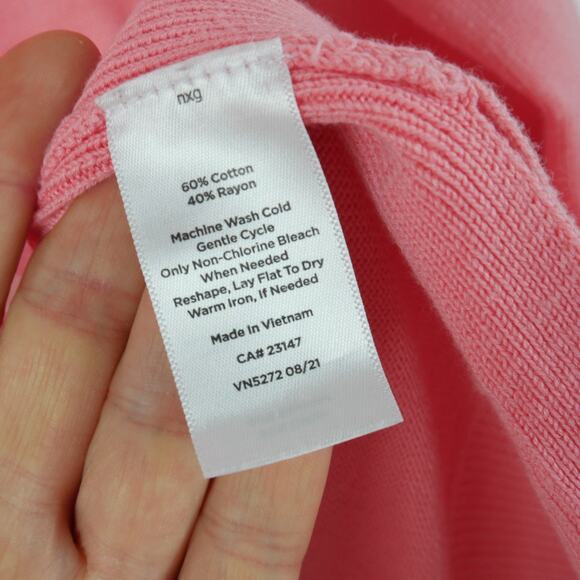 nxg
60% Cotton
40% Rayon
Machine Wash Cold
Gentle Cycle
Only Non-Chlorine Bleach
When Needed
Reshape, Lay Flat To Dry
Warm Iron, If Needed
Made In Vietnam
CA# 23147
VN5272 08/21